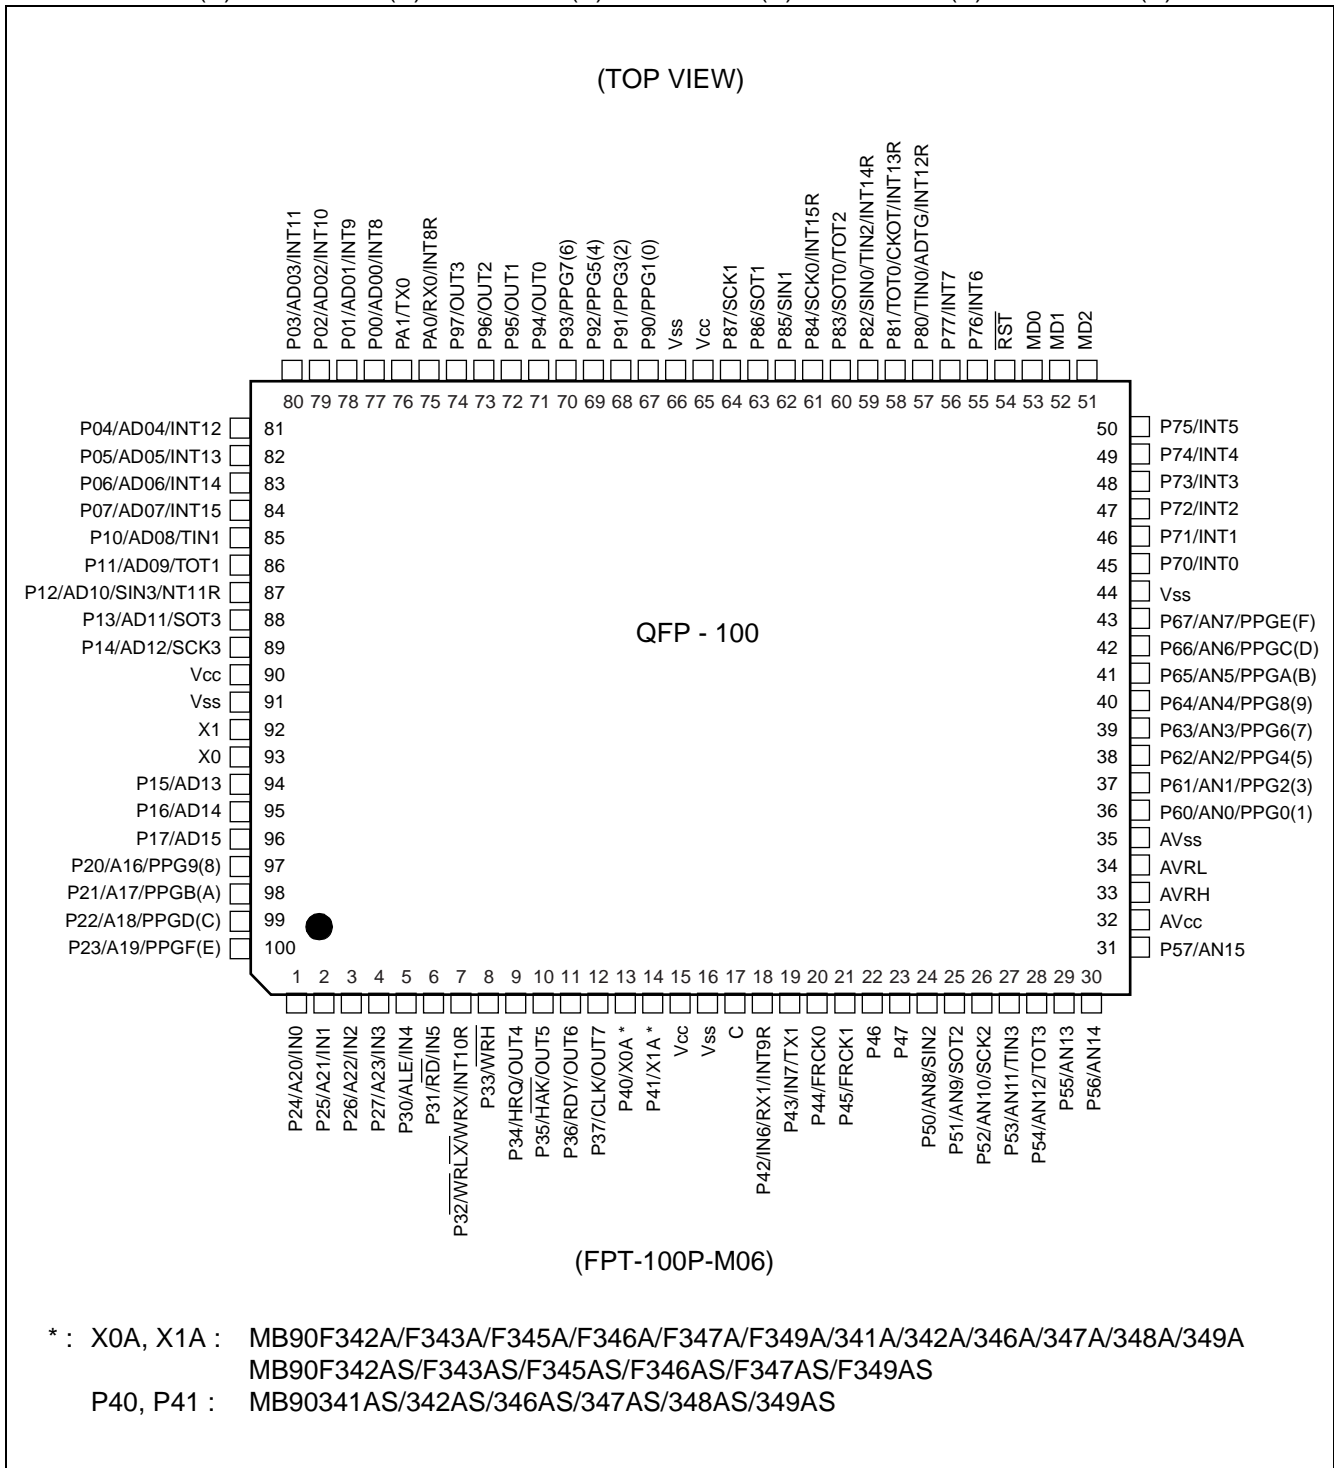 (TOP VIEW)
P03/AD03/INT11
P02/AD02/INT10
P01/AD01/INT9
P00/AD00/INT8
PA1/TX0
PA0/RX0/INT8R
P97/OUT3
P96/OUT2
P95/OUT1
P94/OUT0
P93/PPG7(6)
P92/PPG5(4)
P91/PPG3(2)
P90/PPG1(0)
Vss
Vcc
P87/SCK1
P86/SOT1
P85/SIN1
P84/SCK0/INT15R
P83/SOT0/TOT2
P82/SIN0/TIN2/INT14R
P81/TOT0/CKOT/INT13R
P80/TIN0/ADTG/INT12R
P77/INT7
P76/INT6
RST
MD0
MD1
MD2
80 79 78 77 76 75 74 73 72 71 70 69 68 67 66 65 64 63 62 61 60 59 58 57 56 55 54 53 52 51
P04/AD04/INT12 81
P05/AD05/INT13 82
P06/AD06/INT14 83
P07/AD07/INT15 84
P10/AD08/TIN1 85
P11/AD09/TOT1 86
P12/AD10/SIN3/NT11R 87
P13/AD11/SOT3 88
P14/AD12/SCK3 89
Vcc 90
Vss 91
X1 92
X0 93
P15/AD13 94
P16/AD14 95
P17/AD15 96
P20/A16/PPG9(8) 97
P21/A17/PPGB(A) 98
P22/A18/PPGD(C) 99
P23/A19/PPGF(E) 100
QFP - 100
50 P75/INT5
49 P74/INT4
48 P73/INT3
47 P72/INT2
46 P71/INT1
45 P70/INT0
44 Vss
43 P67/AN7/PPGE(F)
42 P66/AN6/PPGC(D)
41 P65/AN5/PPGA(B)
40 P64/AN4/PPG8(9)
39 P63/AN3/PPG6(7)
38 P62/AN2/PPG4(5)
37 P61/AN1/PPG2(3)
36 P60/AN0/PPG0(1)
35 AVss
34 AVRL
33 AVRH
32 AVcc
31 P57/AN15
1 2 3 4 5 6 7 8 9 10 11 12 13 14 15 16 17 18 19 20 21 22 23 24 25 26 27 28 29 30
P24/A20/IN0
P25/A21/IN1
P26/A22/IN2
P27/A23/IN3
P30/ALE/IN4
P31/RD/IN5
P32/WRLX/WRX/INT10R
P33/WRH
P34/HRQ/OUT4
P35/HAK/OUT5
P36/RDY/OUT6
P37/CLK/OUT7
P40/X0A *
P41/X1A *
Vcc
Vss
C
P42/IN6/RX1/INT9R
P43/IN7/TX1
P44/FRCK0
P45/FRCK1
P46
P47
P50/AN8/SIN2
P51/AN9/SOT2
P52/AN10/SCK2
P53/AN11/TIN3
P54/AN12/TOT3
P55/AN13
P56/AN14
(FPT-100P-M06)
* : X0A, X1A : MB90F342A/F343A/F345A/F346A/F347A/F349A/341A/342A/346A/347A/348A/349A
MB90F342AS/F343AS/F345AS/F346AS/F347AS/F349AS
P40, P41 : MB90341AS/342AS/346AS/347AS/348AS/349AS